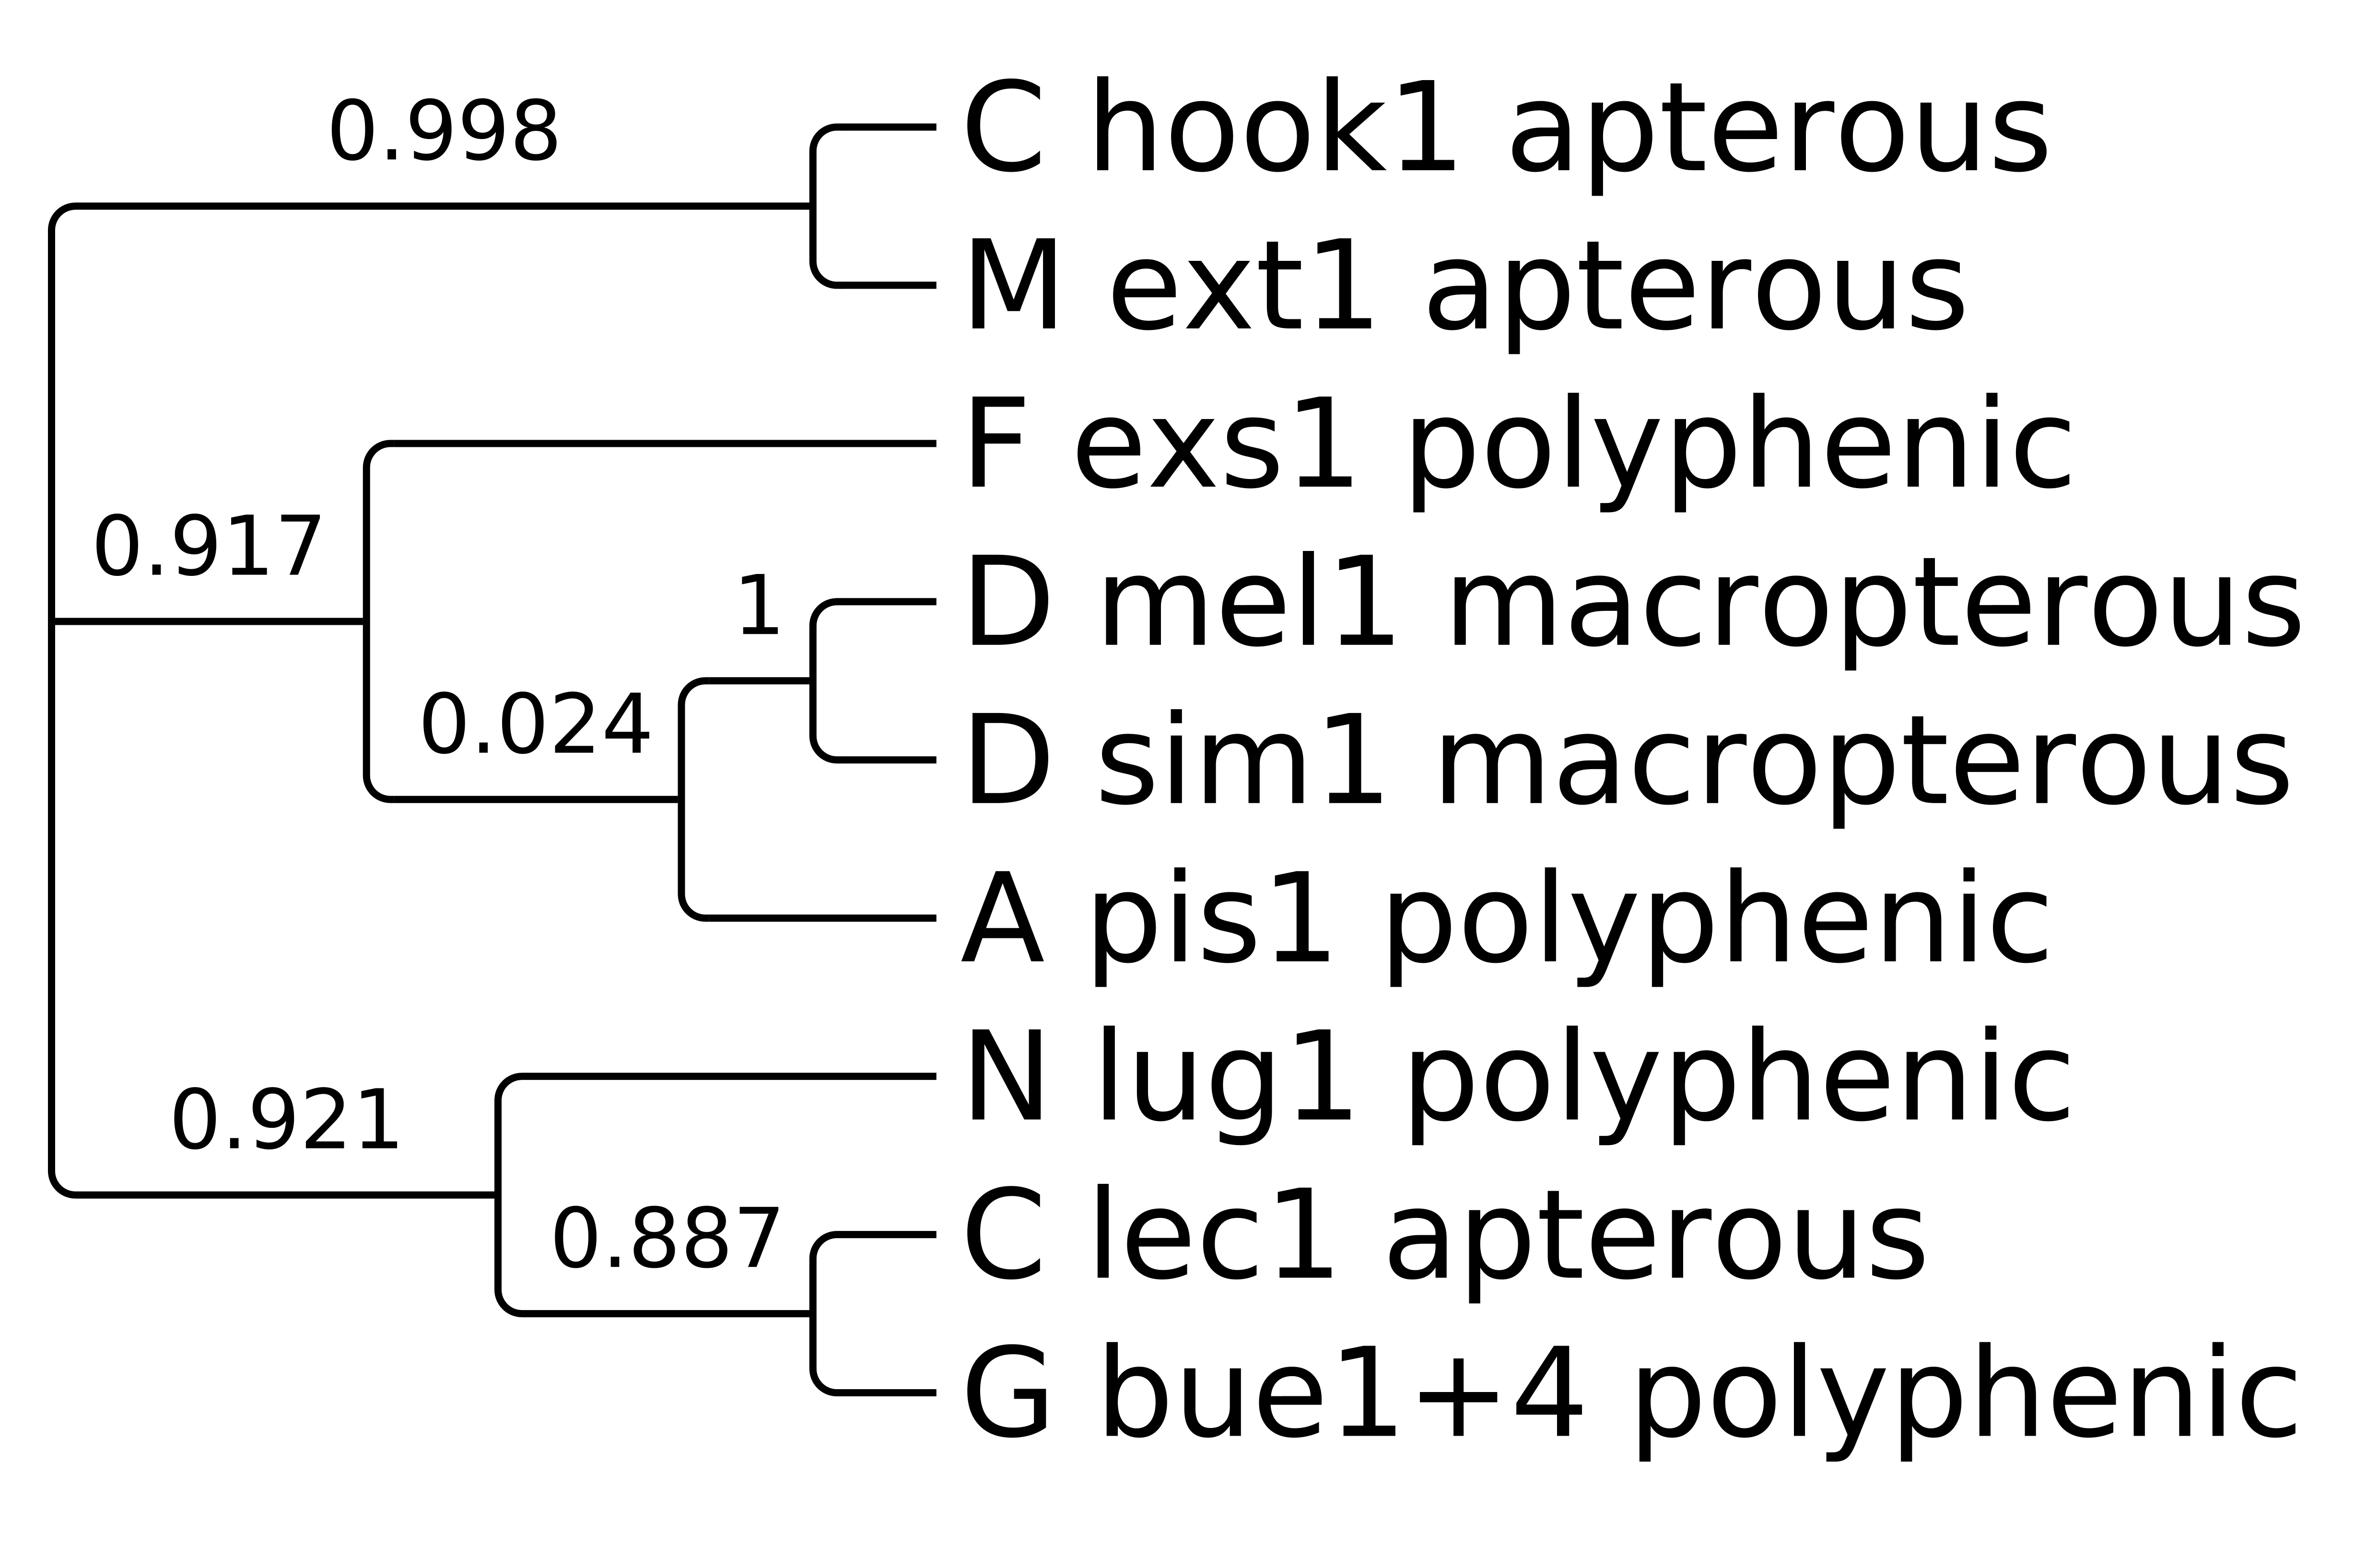 0.998
C hook1 apterous
M ext1 apterous
F exs1 polyphenic
0.917
1
D mel1 macropterous
0.024
D sim1 macropterous
A pis1 polyphenic
N lug1 polyphenic
0.921
C lec1 apterous
0.887
G bue1+4 polyphenic